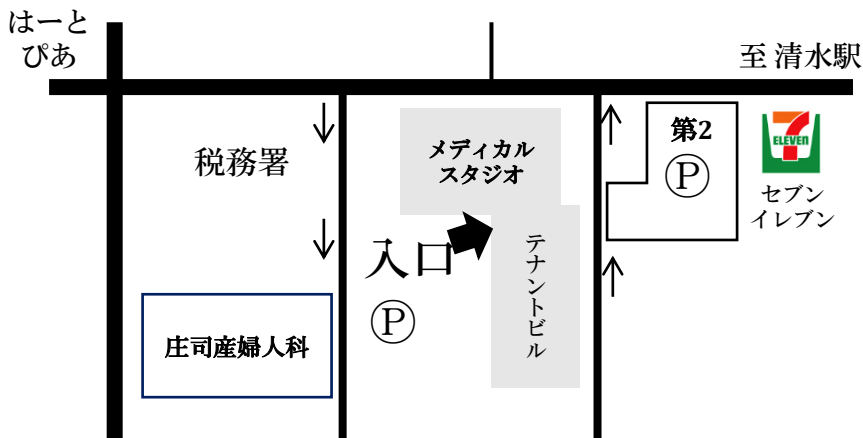 はーと
ぴあ
至 清水駅
税務署
メディカル
スタジオ
第2
Ⓟ
7
ELEVEN
セブン
イレブン
入口
Ⓟ
テナントビル
庄司産婦人科